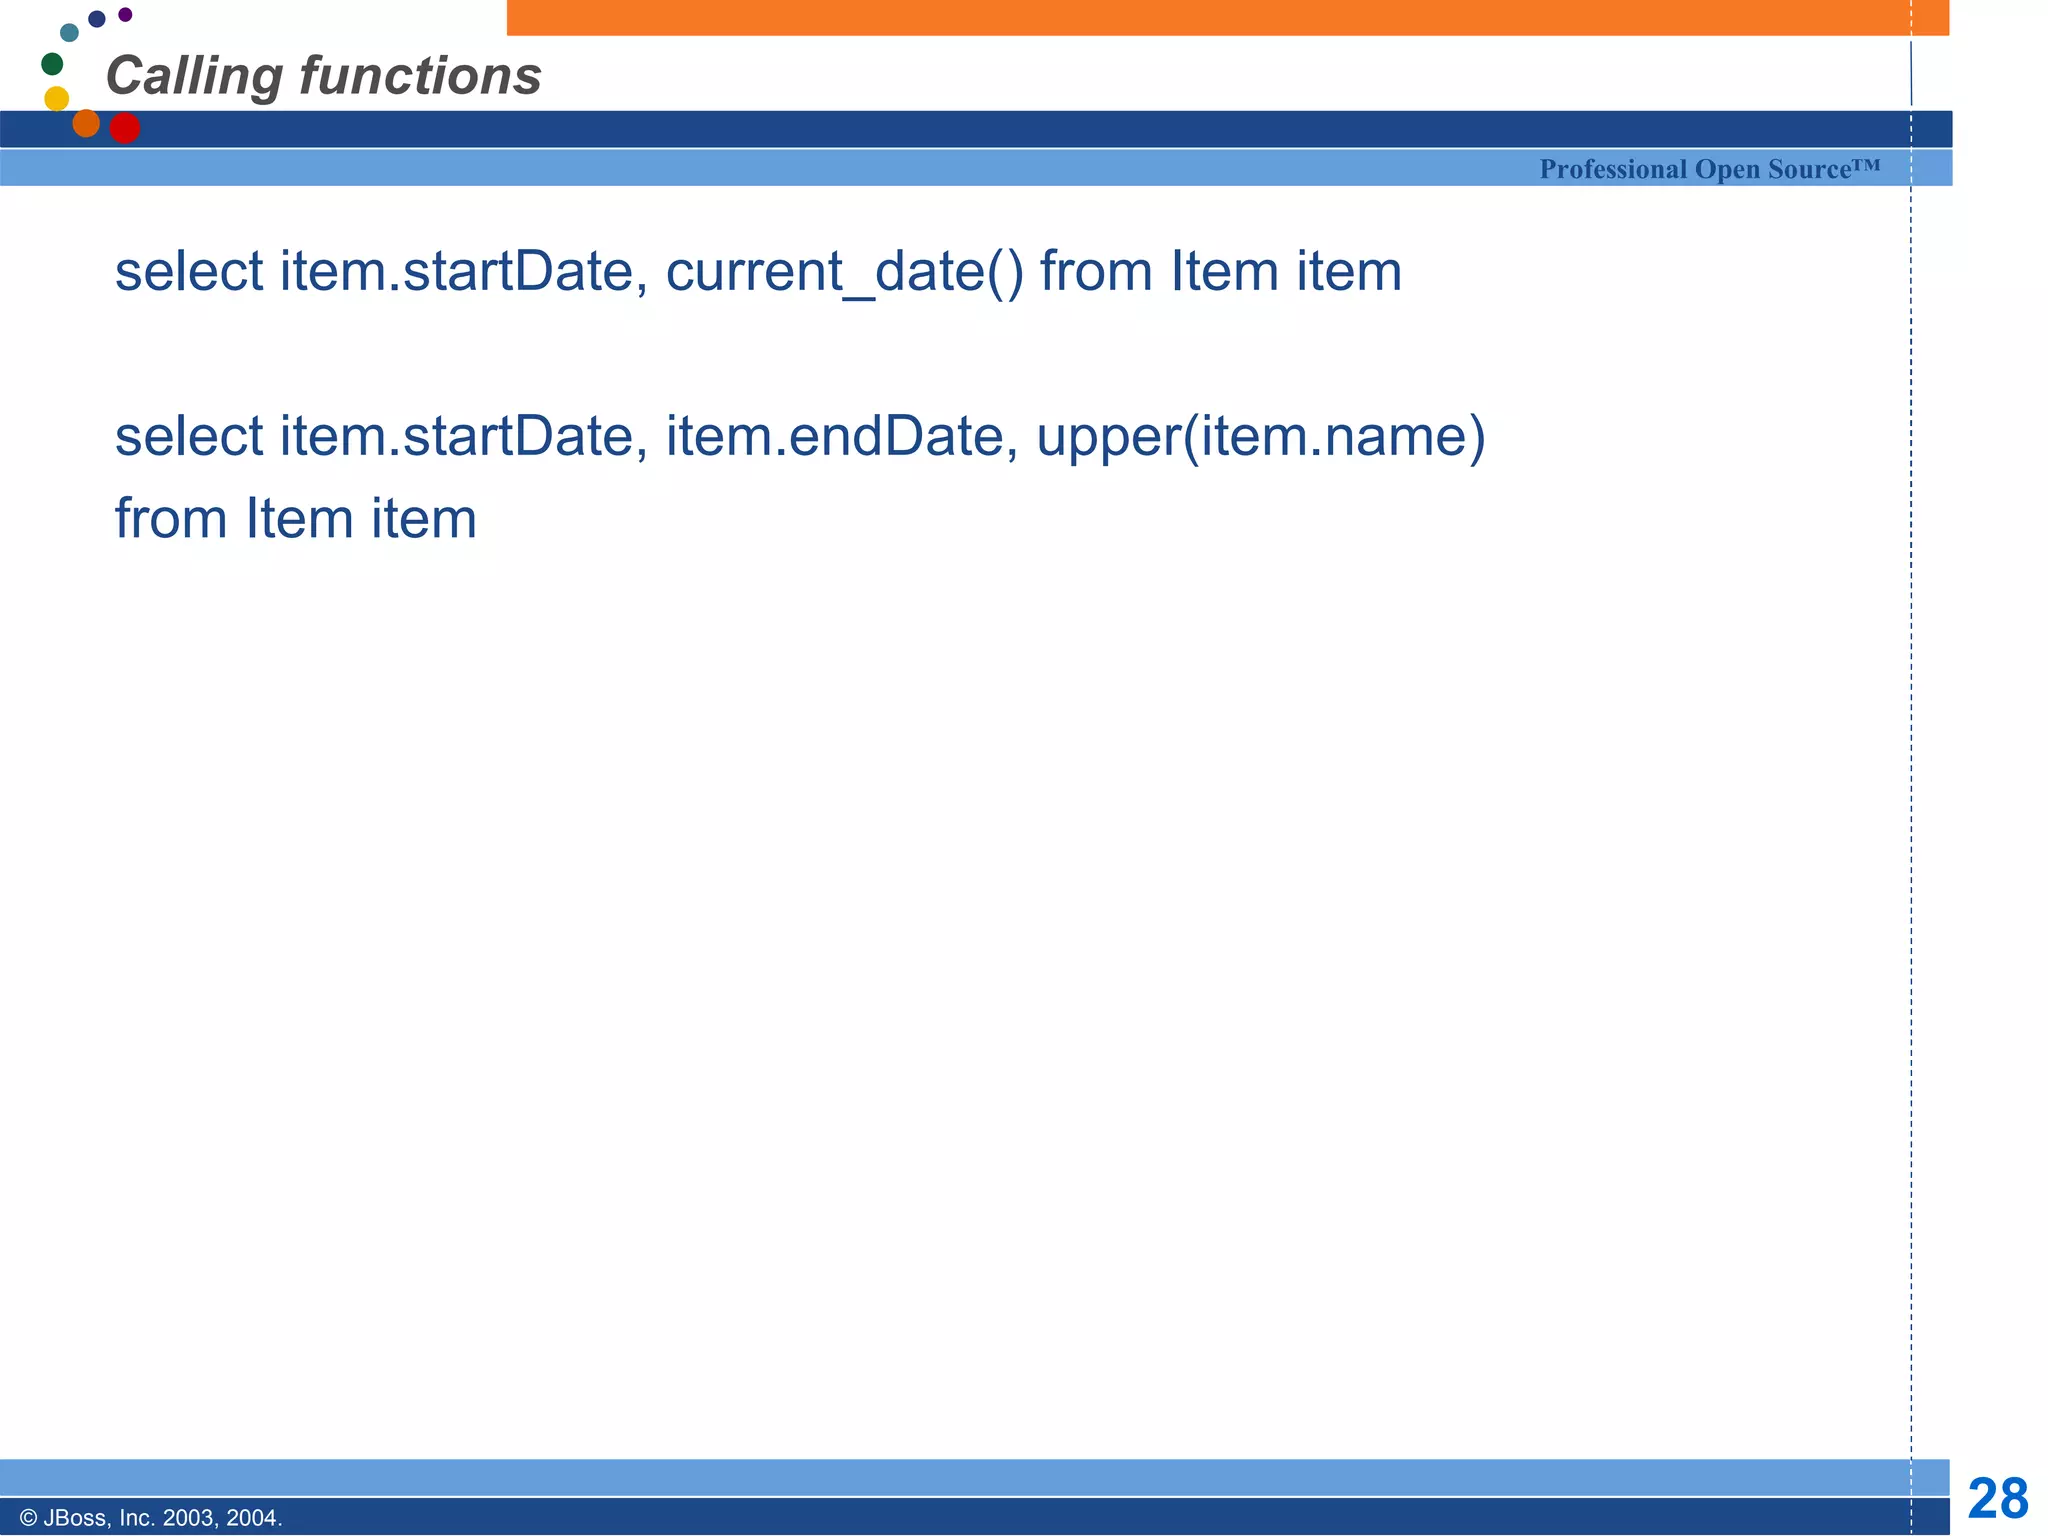 Calling functions
Professional Open Source™
select item.startDate, current_date() from Item item
select item.startDate, item.endDate, upper(item.name)
from Item item
© JBoss, Inc. 2003, 2004.
28